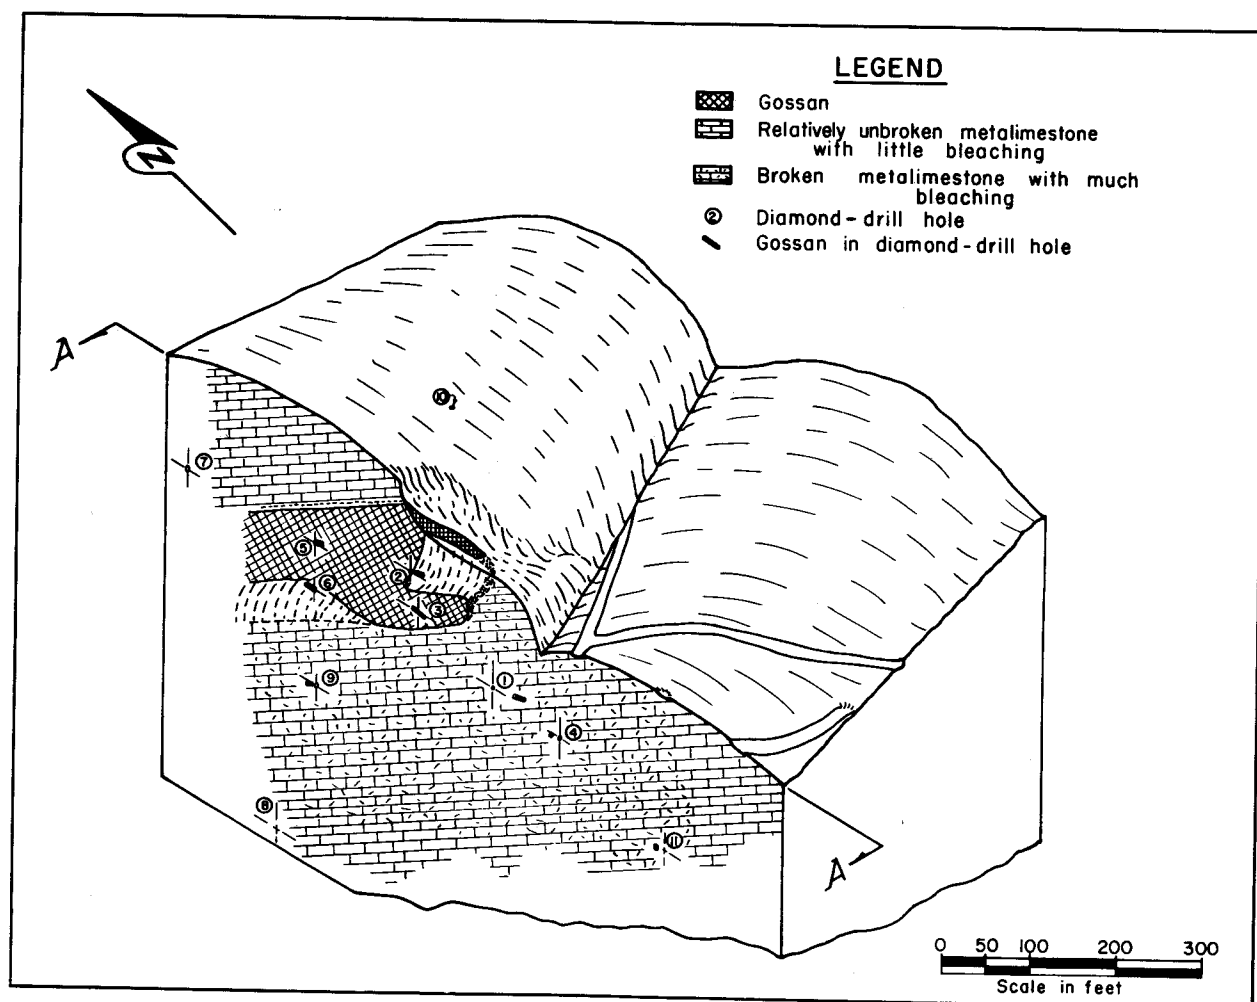 LEGEND
Gossan
Relatively unbroken metalimestone
with little bleaching
Broken metalimestone with much
bleaching
② Diamond-drill hole
Gossan in diamond-drill hole
N
A
10
7
5
2
6
3
9
1
4
8
11
A
0 50 100 200 300
Scale in feet